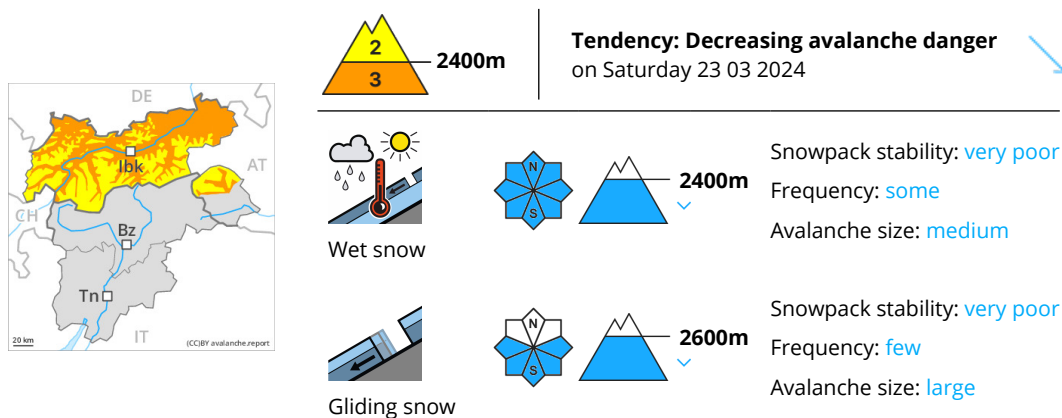 2
3
2400m
Tendency: Decreasing avalanche danger
on Saturday 23 03 2024
DE
Ibk
AT
CH
Bz
Tn
IT
20 km
(CC)BY avalanche.report
N
S
2400m
Snowpack stability: very poor
Frequency: some
Avalanche size: medium
Wet snow
N
S
2600m
Snowpack stability: very poor
Frequency: few
Avalanche size: large
Gliding snow